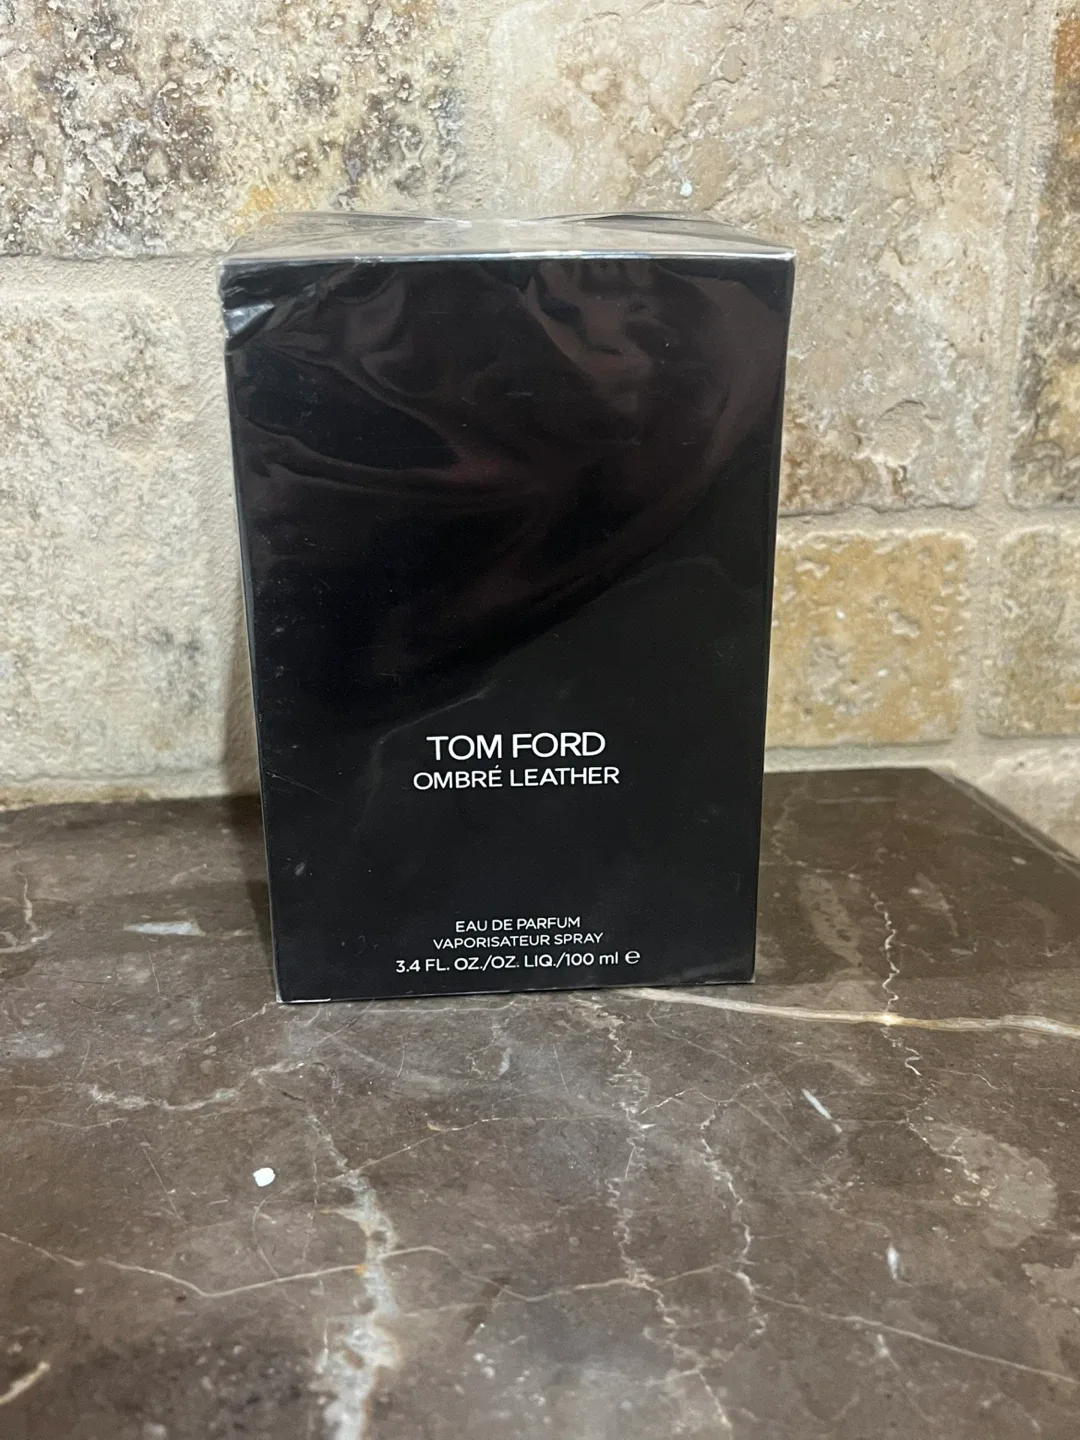 TOM FORD
OMBRÉ LEATHER
EAU DE PARFUM
VAPORISATEUR SPRAY
3.4 FL. OZ./OZ. LIQ./100 ml ℮